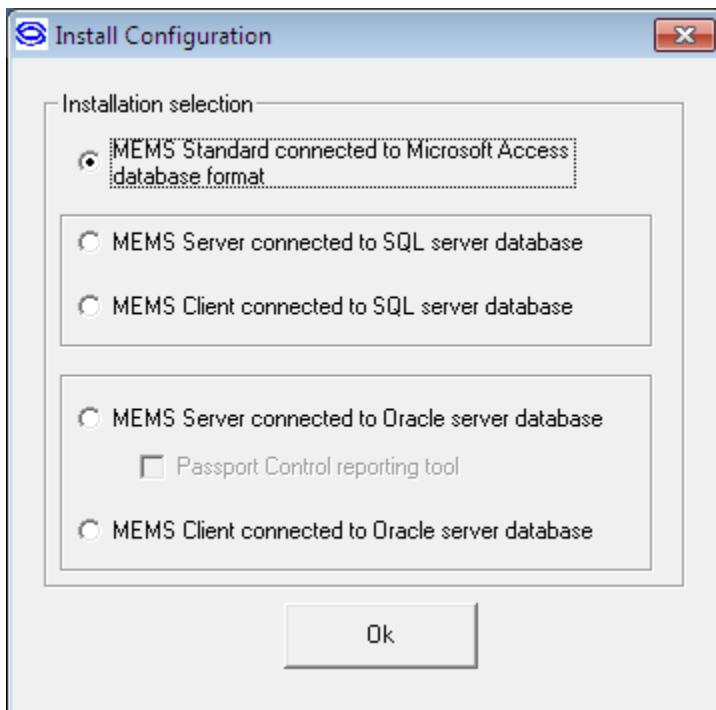 Install Configuration
Installation selection
MEMS Standard connected to Microsoft Access
database format
MEMS Server connected to SQL server database
MEMS Client connected to SQL server database
MEMS Server connected to Oracle server database
Passport Control reporting tool
MEMS Client connected to Oracle server database
Ok